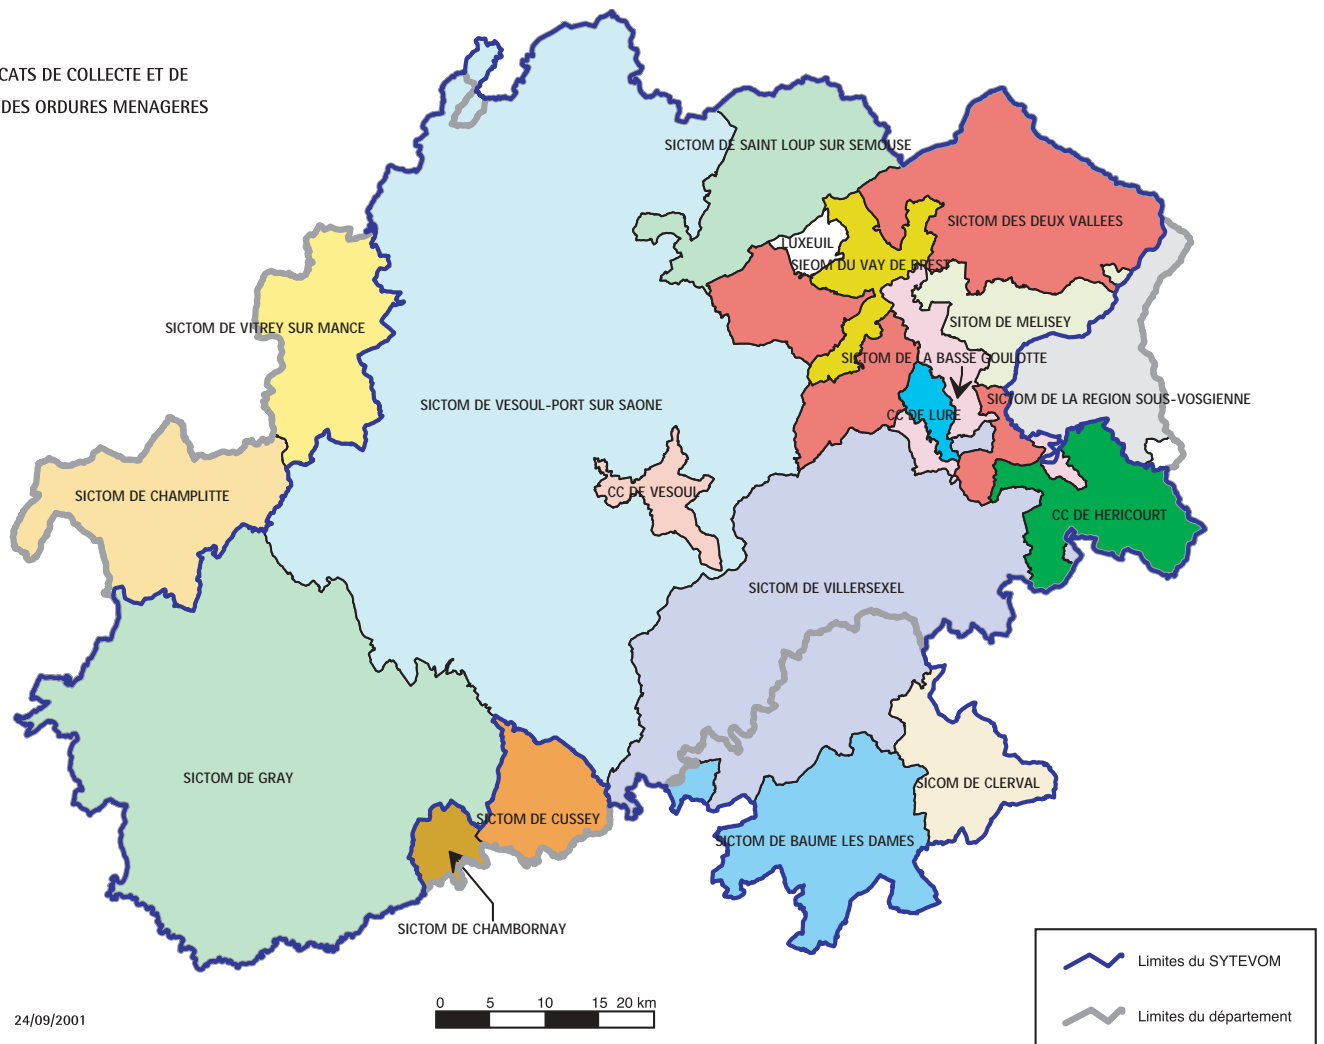 CATS DE COLLECTE ET DE
DES ORDURES MENAGERES
SICTOM DE SAINT LOUP SUR SEMOUSE
SICTOM DES DEUX VALLEES
LUXEUIL
SIEOM DU VAY DE BREST
SITOM DE MELISEY
SICTOM DE VITREY SUR MANCE
SICTOM DE LA BASSE GOULOTTE
SICTOM DE LA REGION SOUS-VOSGIENNE
SICTOM DE VESOUL-PORT SUR SAONE
CC DE LURE
CC DE VESOUL
SICTOM DE CHAMPLITTE
CC DE HERICOURT
SICTOM DE VILLERSEXEL
SICTOM DE GRAY
SICOM DE CLERVAL
SICTOM DE CUSSEY
SICTOM DE BAUME LES DAMES
SICTOM DE CHAMBORNAY
Limites du SYTEVOM
0 5 10 15 20 km
Limites du département
24/09/2001